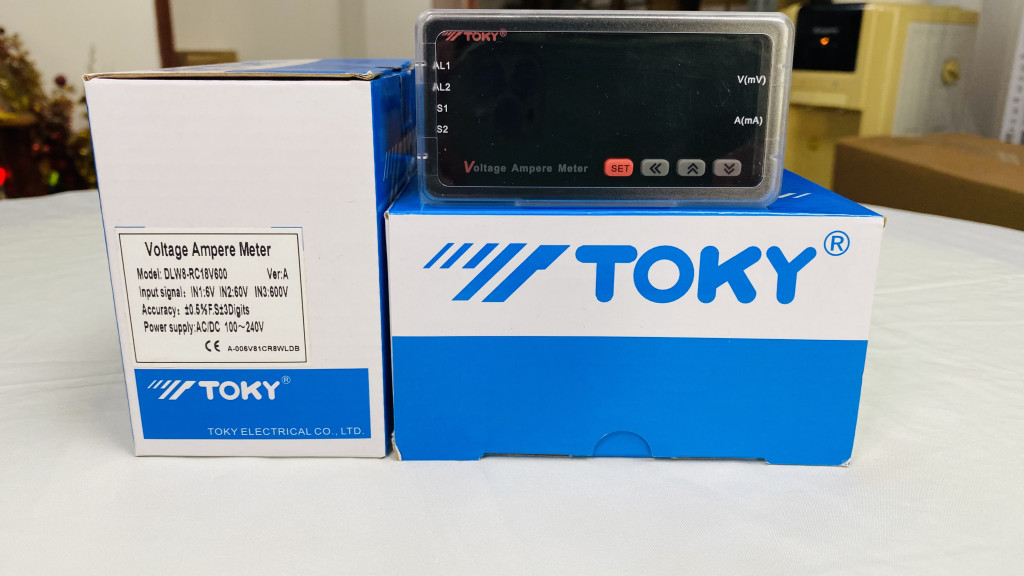 TOKY®
AL1
AL2
S1
S2
V(mV)
A(mA)
Voltage Ampere Meter
SET
Voltage Ampere Meter
Model: DLW8-RC18V600 Ver:A
Input signal: IN1:6V IN2:60V IN3:600V
Accuracy: ±0.5%F.S±3Digits
Power supply:AC/DC 100~240V
CE A-006V81CR8WLDB
TOKY®
TOKY ELECTRICAL CO., LTD.
TOKY®